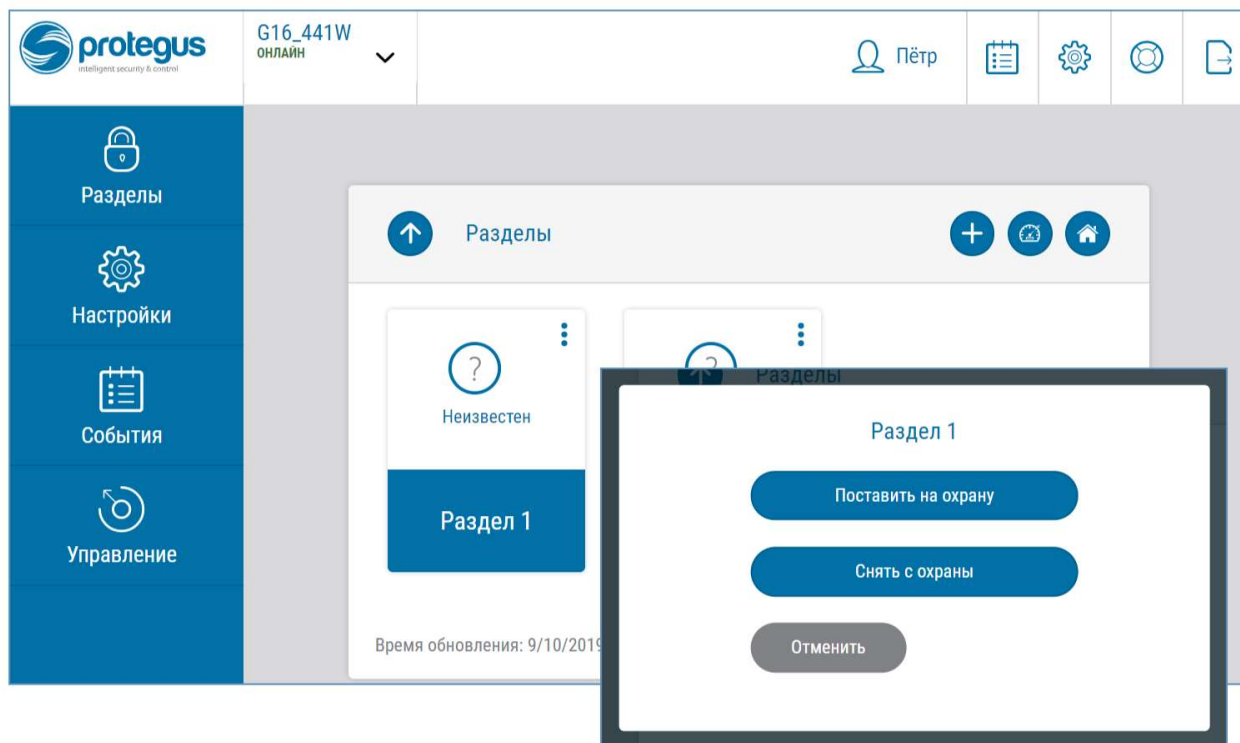 protegus
intelligent security & control
G16_441W
ОНЛАЙН
Пётр
Разделы
Настройки
События
Управление
Разделы
?
Неизвестен
Раздел 1
?
Время обновления: 9/10/2019
Разделы
Раздел 1
Поставить на охрану
Снять с охраны
Отменить